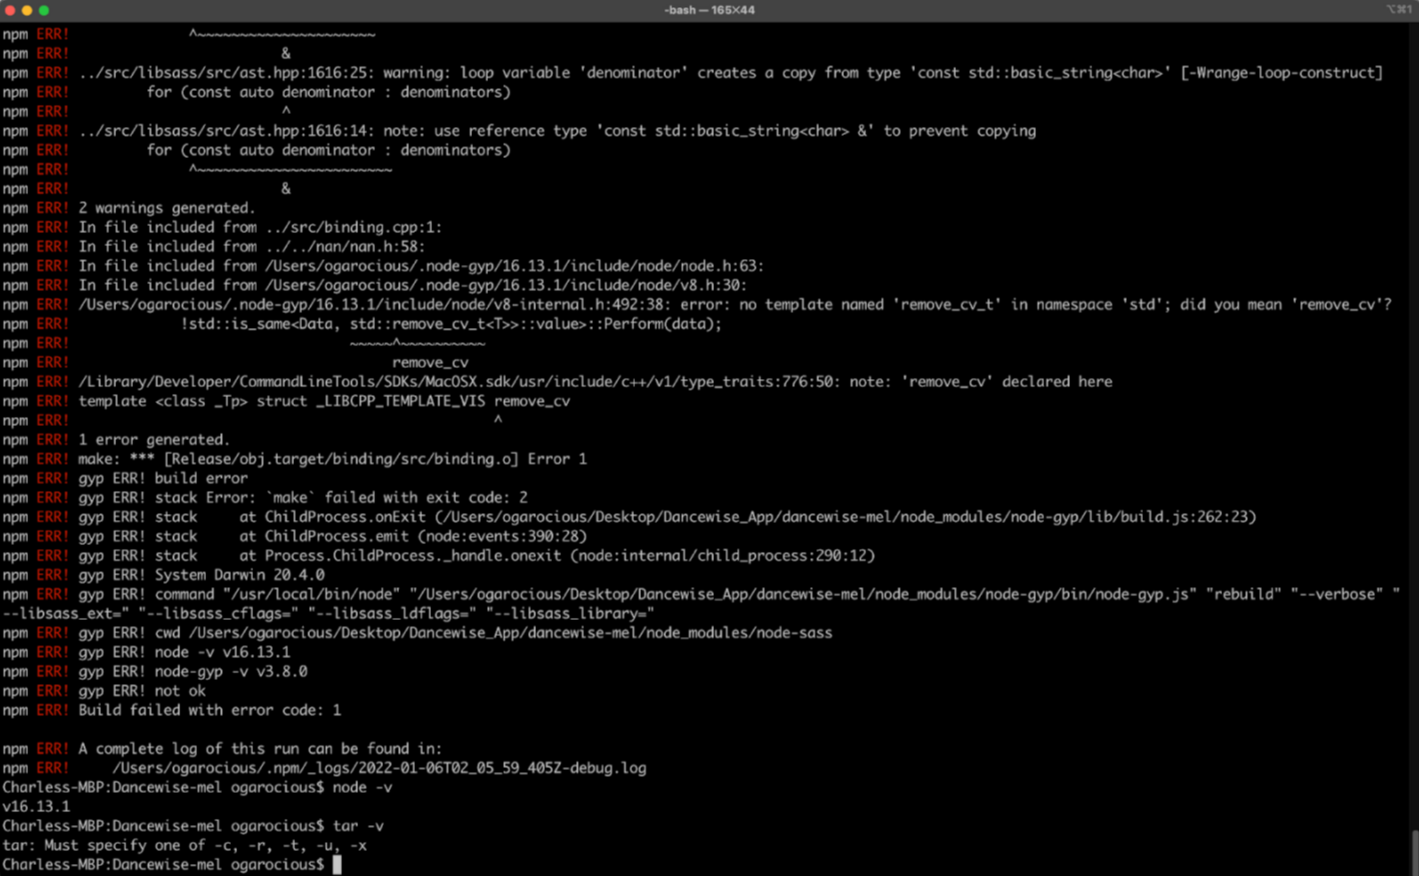 -bash — 165×44
⌥⌘1
npm ERR!              ^~~~~~~~~~~~~~~~~~~~~~
npm ERR!                         &
npm ERR! ../src/libsass/src/ast.hpp:1616:25: warning: loop variable 'denominator' creates a copy from type 'const std::basic_string<char>' [-Wrange-loop-construct]
npm ERR!         for (const auto denominator : denominators)
npm ERR!                         ^
npm ERR! ../src/libsass/src/ast.hpp:1616:14: note: use reference type 'const std::basic_string<char> &' to prevent copying
npm ERR!         for (const auto denominator : denominators)
npm ERR!              ^~~~~~~~~~~~~~~~~~~~~~~~
npm ERR!                         &
npm ERR! 2 warnings generated.
npm ERR! In file included from ../src/binding.cpp:1:
npm ERR! In file included from ../../nan/nan.h:58:
npm ERR! In file included from /Users/ogarocious/.node-gyp/16.13.1/include/node/node.h:63:
npm ERR! In file included from /Users/ogarocious/.node-gyp/16.13.1/include/node/v8.h:30:
npm ERR! /Users/ogarocious/.node-gyp/16.13.1/include/node/v8-internal.h:492:38: error: no template named 'remove_cv_t' in namespace 'std'; did you mean 'remove_cv'?
npm ERR!             !std::is_same<Data, std::remove_cv_t<T>>::value>::Perform(data);
npm ERR!                                 ~~~~~^~~~~~~~~~~
npm ERR!                                      remove_cv
npm ERR! /Library/Developer/CommandLineTools/SDKs/MacOSX.sdk/usr/include/c++/v1/type_traits:776:50: note: 'remove_cv' declared here
npm ERR! template <class _Tp> struct _LIBCPP_TEMPLATE_VIS remove_cv
npm ERR!                                                  ^
npm ERR! 1 error generated.
npm ERR! make: *** [Release/obj.target/binding/src/binding.o] Error 1
npm ERR! gyp ERR! build error
npm ERR! gyp ERR! stack Error: `make` failed with exit code: 2
npm ERR! gyp ERR! stack     at ChildProcess.onExit (/Users/ogarocious/Desktop/Dancewise_App/dancewise-mel/node_modules/node-gyp/lib/build.js:262:23)
npm ERR! gyp ERR! stack     at ChildProcess.emit (node:events:390:28)
npm ERR! gyp ERR! stack     at Process.ChildProcess._handle.onexit (node:internal/child_process:290:12)
npm ERR! gyp ERR! System Darwin 20.4.0
npm ERR! gyp ERR! command "/usr/local/bin/node" "/Users/ogarocious/Desktop/Dancewise_App/dancewise-mel/node_modules/node-gyp/bin/node-gyp.js" "rebuild" "--verbose" "
--libsass_ext=" "--libsass_cflags=" "--libsass_ldflags=" "--libsass_library="
npm ERR! gyp ERR! cwd /Users/ogarocious/Desktop/Dancewise_App/dancewise-mel/node_modules/node-sass
npm ERR! gyp ERR! node -v v16.13.1
npm ERR! gyp ERR! node-gyp -v v3.8.0
npm ERR! gyp ERR! not ok
npm ERR! Build failed with error code: 1
npm ERR! A complete log of this run can be found in:
npm ERR!     /Users/ogarocious/.npm/_logs/2022-01-06T02_05_59_405Z-debug.log
Charless-MBP:Dancewise-mel ogarocious$ node -v
v16.13.1
Charless-MBP:Dancewise-mel ogarocious$ tar -v
tar: Must specify one of -c, -r, -t, -u, -x
Charless-MBP:Dancewise-mel ogarocious$